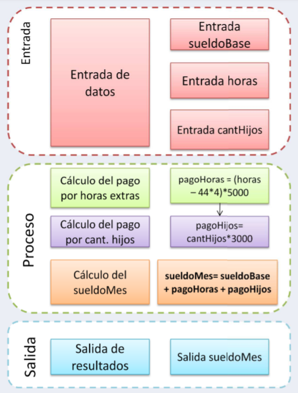 Entrada
Entrada de
datos
Entrada
sueldoBase
Entrada horas
Entrada cantHijos
Proceso
Cálculo del pago
por horas extras
pagoHoras = (horas
– 44*4)*5000
Cálculo del pago
por cant. hijos
pagoHijos=
cantHijos*3000
Cálculo del
sueldoMes
sueldoMes= sueldoBase
+ pagoHoras + pagoHijos
Salida
Salida de
resultados
Salida sueldoMes